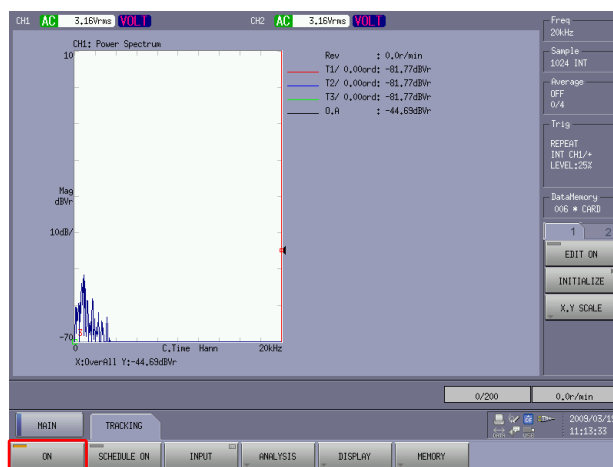 CH1 AC 3.16Vrms VOLT CH2 AC 3.16Vrms VOLT
Freq
20kHz
Sample
1024 INT
Average
OFF
0/4
Trig
REPEAT
INT CH1/+
LEVEL:25%
DataMemory
006 * CARD
1 2
EDIT ON
INITIALIZE
X,Y SCALE
CH1: Power Spectrum
10
Mag
dBVr
10dB/
-70
0 C.Time Hann 20kHz
X:OverAll Y:-44.69dBVr
Rev : 0.0r/min
T1/ 0.00ord: -81.77dBVr
T2/ 0.00ord: -81.77dBVr
T3/ 0.00ord: -81.77dBVr
O.A : -44.69dBVr
0/200 0.0r/min
MAIN TRACKING
2009/03/19
11:13:33
ON SCHEDULE ON INPUT ANALYSIS DISPLAY MEMORY